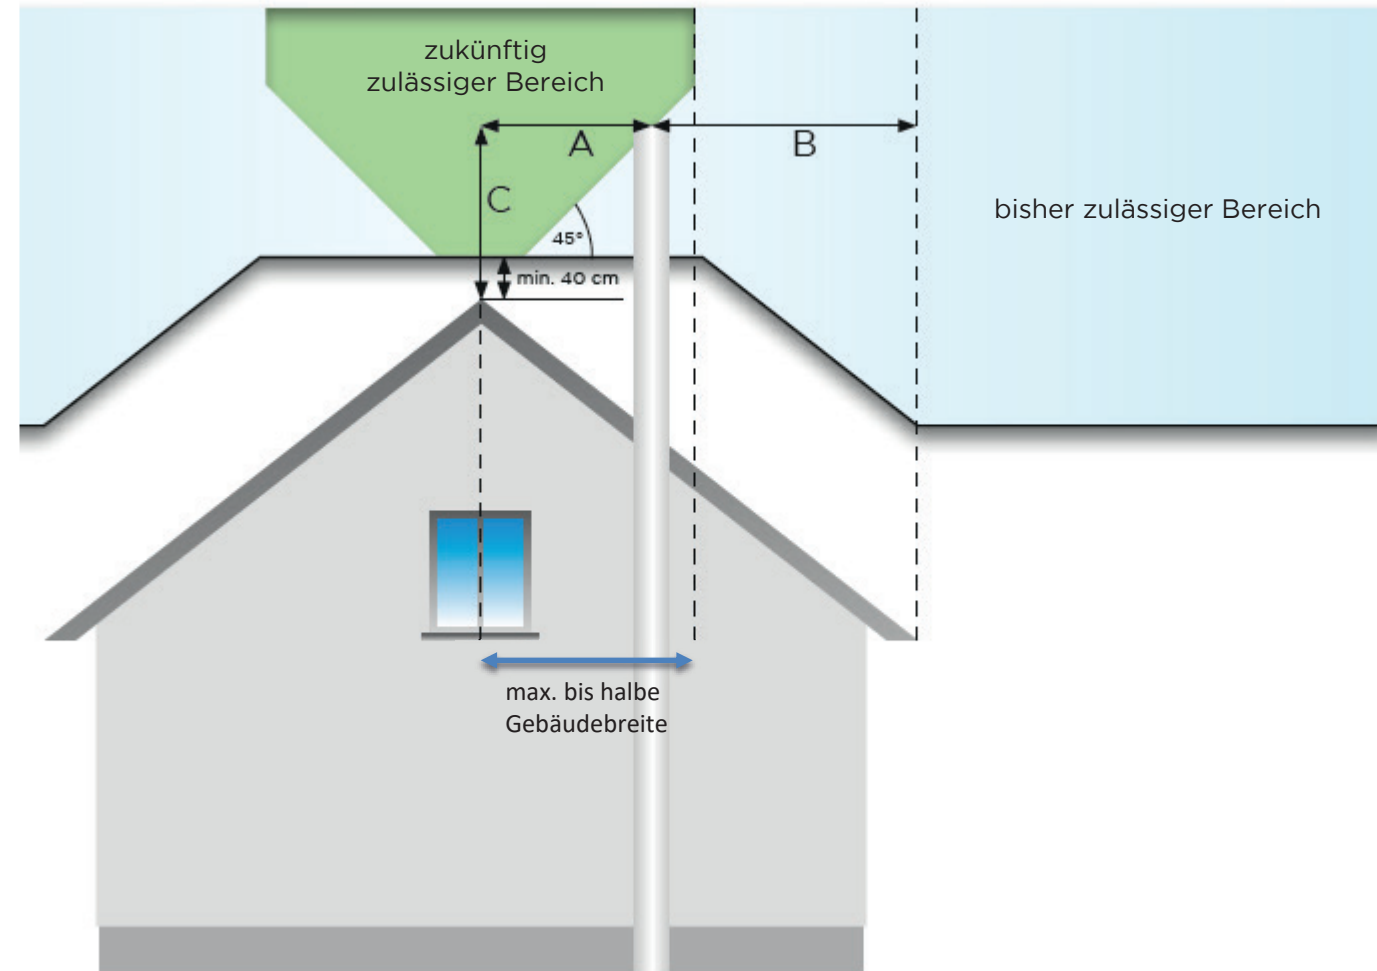 zukünftig
zulässiger Bereich
A
B
C
bisher zulässiger Bereich
45°
min. 40 cm
max. bis halbe
Gebäudebreite